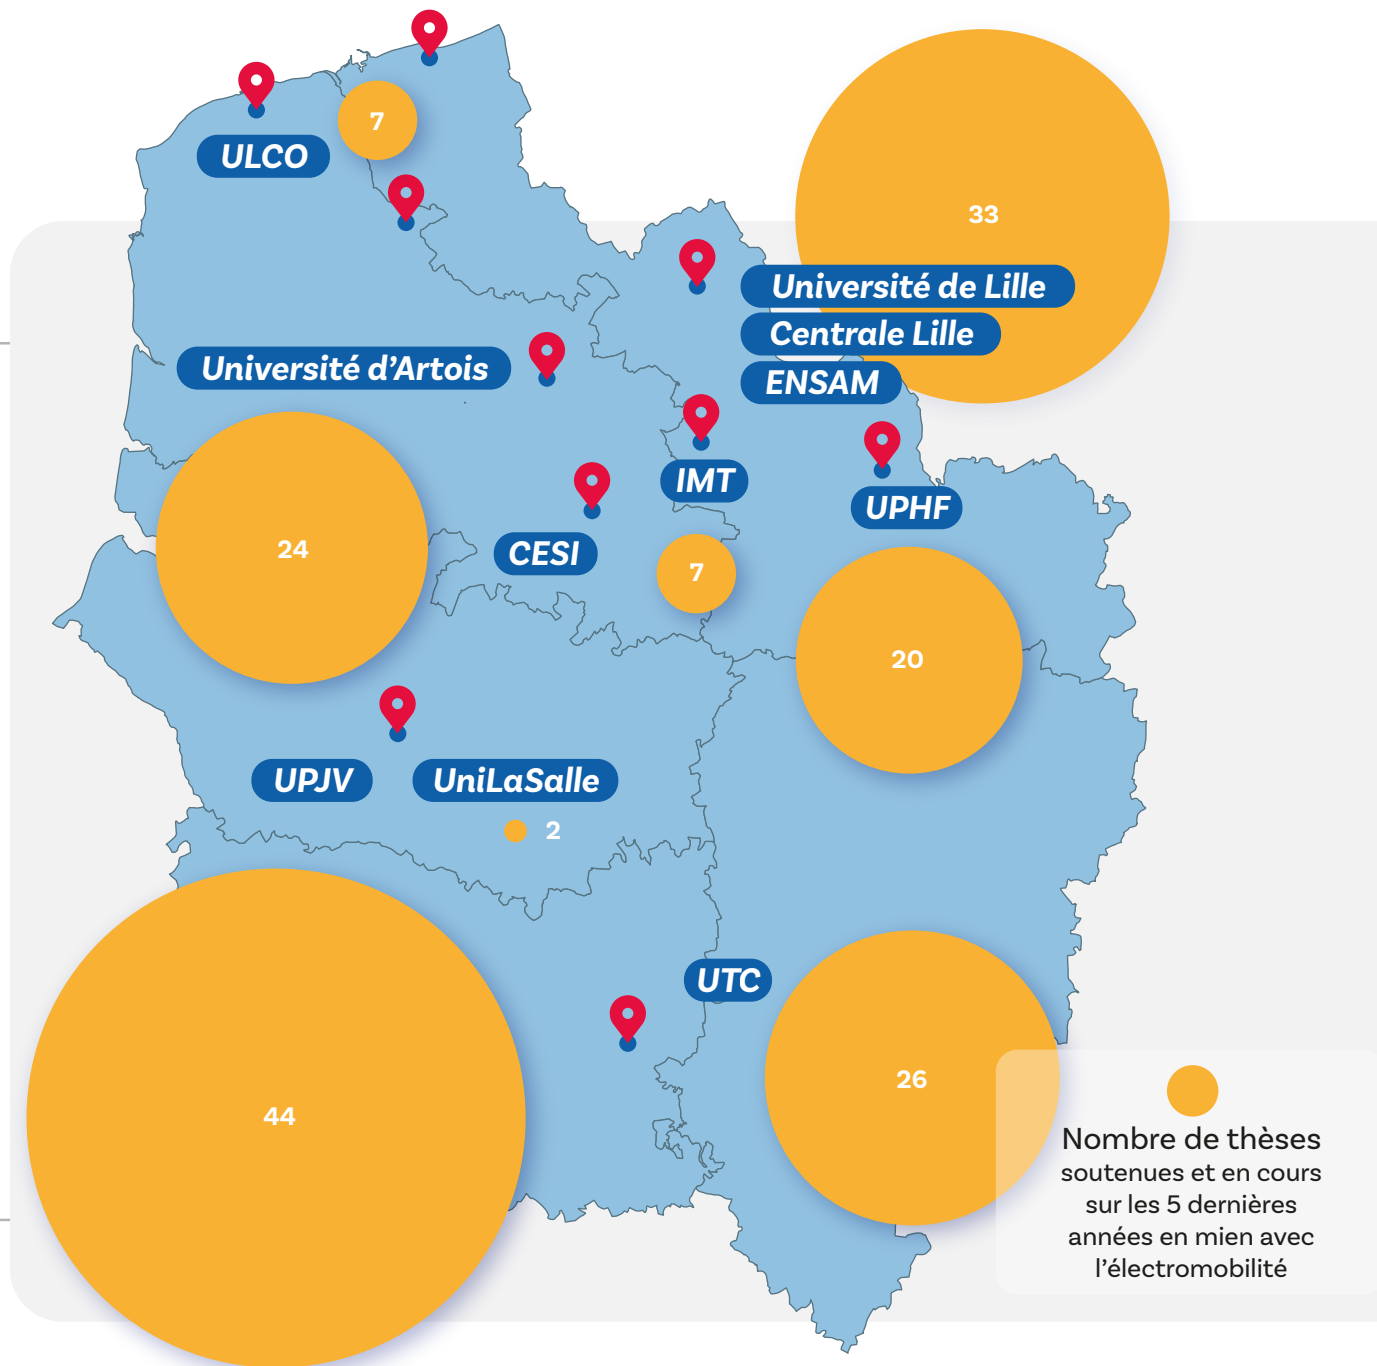 7
ULCO
33
Université de Lille
Centrale Lille
Université d'Artois
ENSAM
IMT
UPHF
24
CESI
7
20
UPJV
UniLaSalle
2
UTC
44
26
Nombre de thèses
soutenues et en cours
sur les 5 dernières
années en mien avec
l'électromobilité